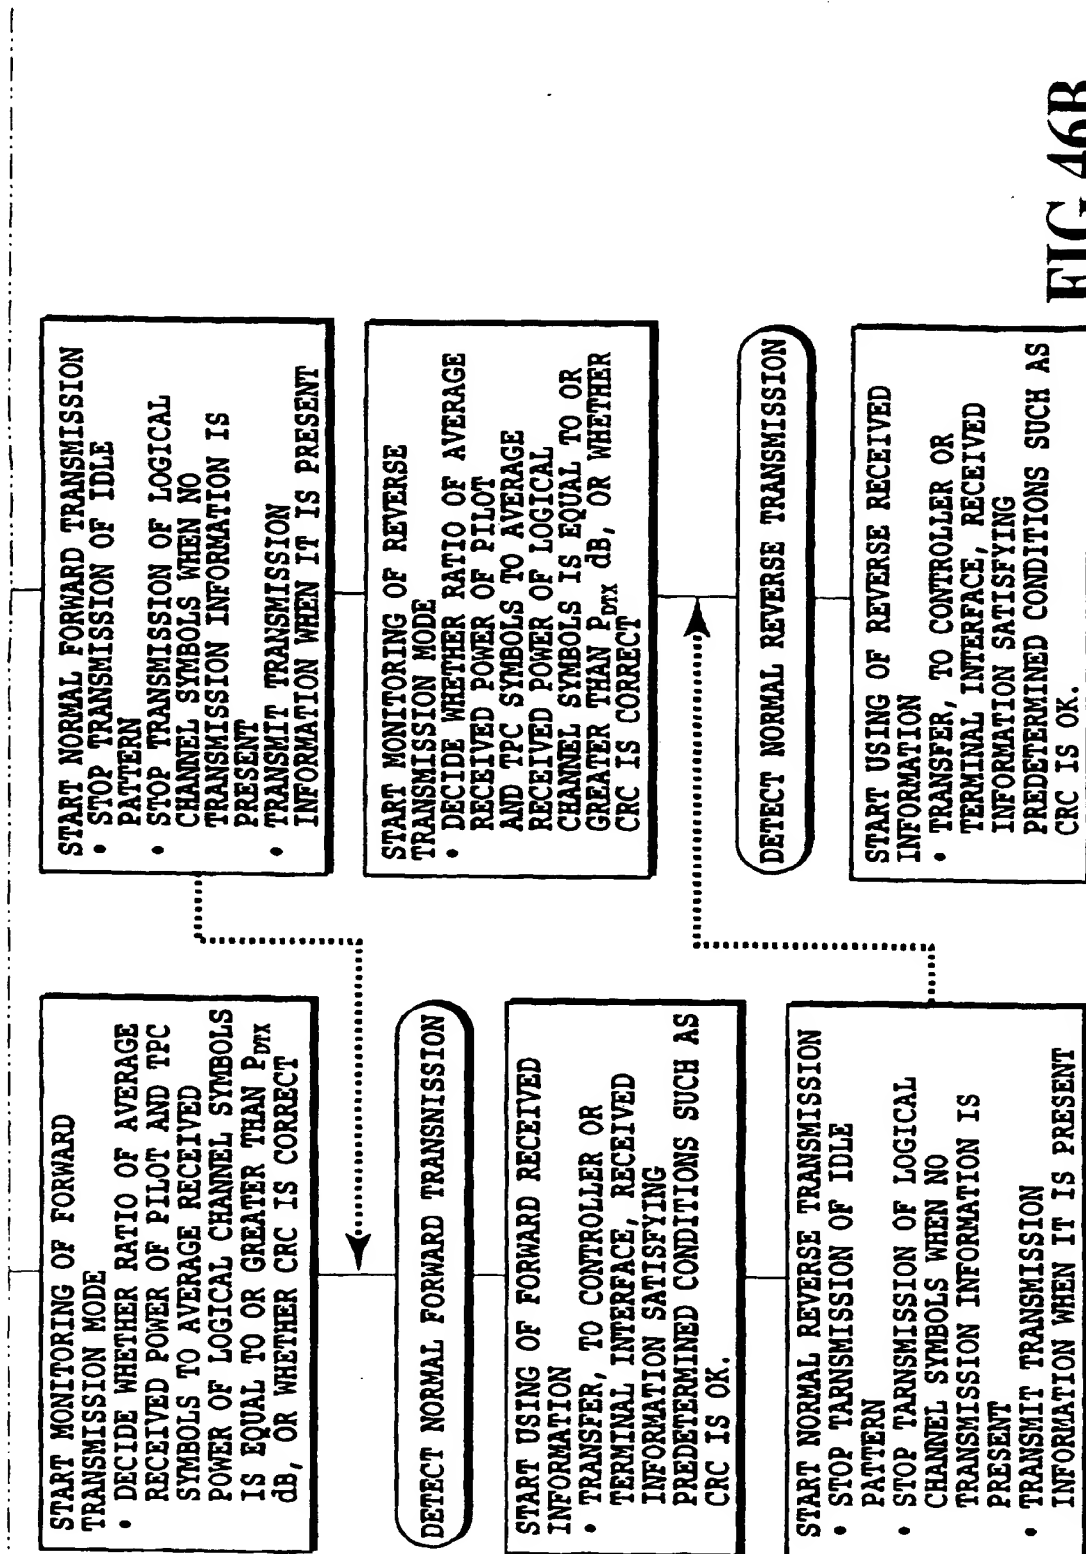 START MONITORING OF FORWARD
TRANSMISSION MODE
• DECIDE WHETHER RATIO OF AVERAGE
RECEIVED POWER OF PILOT AND TPC
SYMBOLS TO AVERAGE RECEIVED
POWER OF LOGICAL CHANNEL SYMBOLS
IS EQUAL TO OR GREATER THAN PDTX
dB, OR WHETHER CRC IS CORRECT
DETECT NORMAL FORWARD TRANSNISSION
START USING OF FORWARD RECEIVED
INFORMATION
• TRANSFER, TO CONTROLLER OR
TERMINAL INTERFACE, RECEIVED
INFORMATION SATISFYING
PREDETERMINED CONDITIONS SUCH AS
CRC IS OK.
START NORMAL REVERSE TRANSMISSION
• STOP TARNSMISSION OF IDLE
PATTERN
• STOP TARNSMISSION OF LOGICAL
CHANNEL SYMBOLS WHEN NO
TRANSMISSION INFORMATION IS
PRESENT
• TRANSMIT TRANSMISSION
INFORMATION WHEN IT IS PRESENT
START NORMAL FORWARD TRANSMISSION
• STOP TRANSMISSION OF IDLE
PATTERN
• STOP TRANSMISSION OF LOGICAL
CHANNEL SYMBOLS WHEN NO
TRANSMISSION INFORMATION IS
PRESENT
• TRANSMIT TRANSMISSION
INFORMATION WHEN IT IS PRESENT
START MONITORING OF REVERSE
TRANSMISSION MODE
• DECIDE WHETHER RATIO OF AVERAGE
RECEIVED POWER OF PILOT
AND TPC SYMBOLS TO AVERAGE
RECEIVED POWER OF LOGICAL
CHANNEL SYMBOLS IS EQUAL TO OR
GREATER THAN PDTX dB, OR WHETHER
CRC IS CORRECT
DETECT NORMAL REVERSE TRANSMISSION
START USING OF REVERSE RECEIVED
INFORMATION
• TRANSFER, TO CONTROLLER OR
TERMINAL INTERFACE, RECEIVED
INFORMATION SATISFYING
PREDETERMINED CONDITIONS SUCH AS
CRC IS OK.
FIG.46B